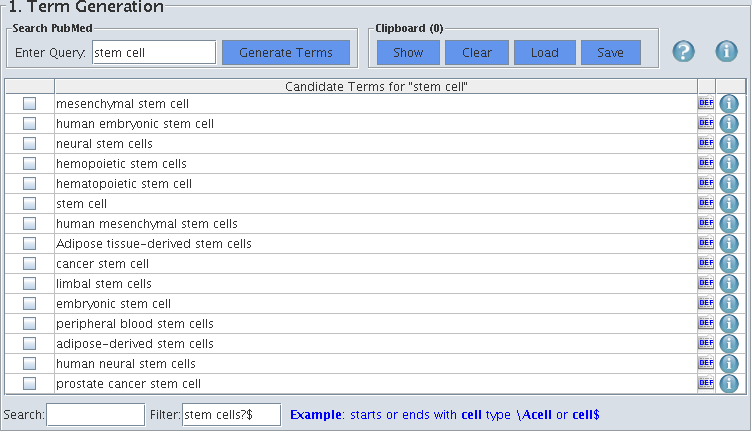 1. Term Generation
Search PubMed
Clipboard (0)
Enter Query: stem cell Generate Terms Show Clear Load Save ? i
Candidate Terms for "stem cell"
mesenchymal stem cell DEF i
human embryonic stem cell DEF i
neural stem cells DEF i
hemopoietic stem cells DEF i
hematopoietic stem cell DEF i
stem cell DEF i
human mesenchymal stem cells DEF i
Adipose tissue-derived stem cells DEF i
cancer stem cell DEF i
limbal stem cells DEF i
embryonic stem cell DEF i
peripheral blood stem cells DEF i
adipose-derived stem cells DEF i
human neural stem cells DEF i
prostate cancer stem cell DEF i
Search: Filter: stem cells?$ Example: starts or ends with cell type \Acell or cell$